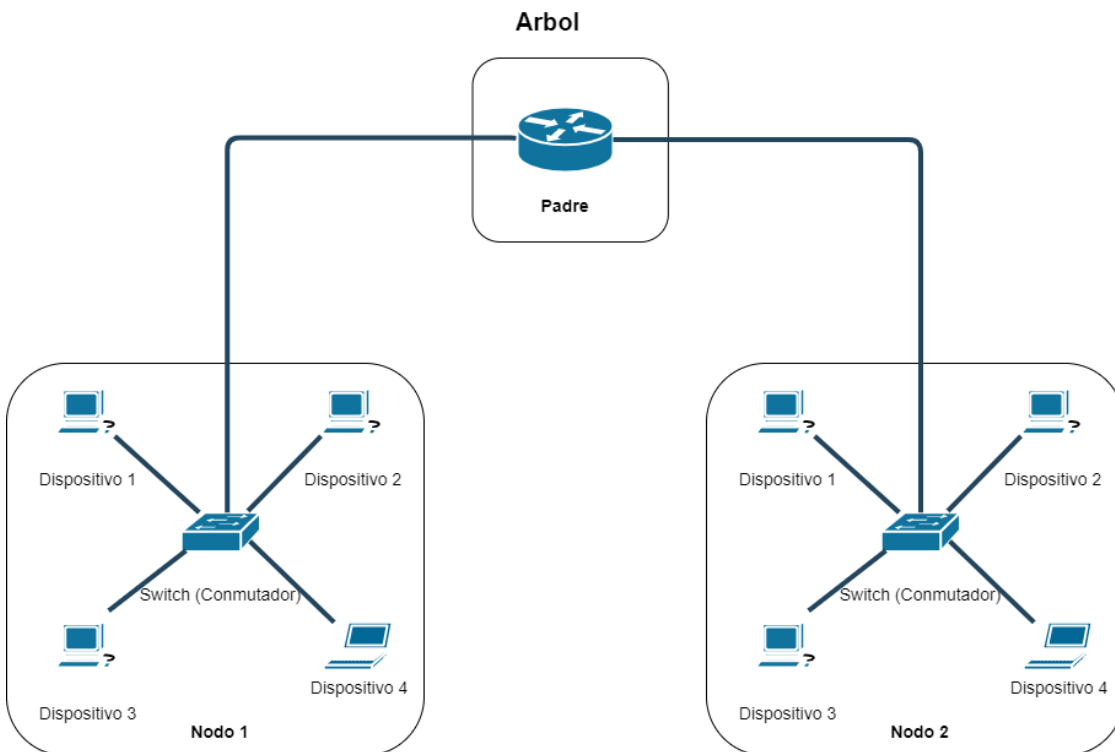 Arbol
Padre
Dispositivo 1
Dispositivo 2
Switch (Conmutador)
Dispositivo 3
Dispositivo 4
Nodo 1
Dispositivo 1
Dispositivo 2
Switch (Conmutador)
Dispositivo 3
Dispositivo 4
Nodo 2